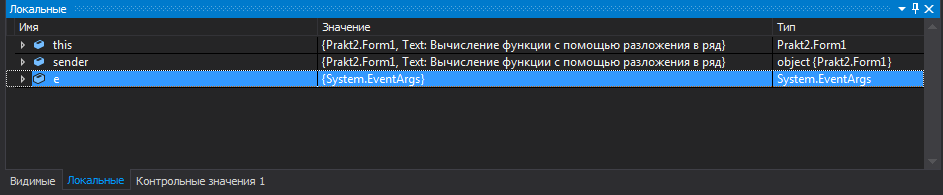 Локальные
Имя Значение Тип
this {Prakt2.Form1, Text: Вычисление функции с помощью разложения в ряд} Prakt2.Form1
sender {Prakt2.Form1, Text: Вычисление функции с помощью разложения в ряд} object {Prakt2.Form1}
e {System.EventArgs} System.EventArgs
Видимые Локальные Контрольные значения 1